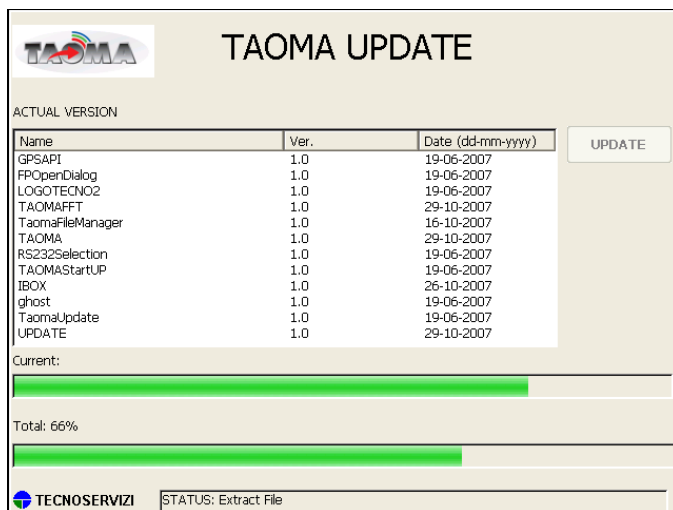 TAOMA
TAOMA UPDATE
ACTUAL VERSION
Name Ver. Date (dd-mm-yyyy)
UPDATE
GPSAPI 1.0 19-06-2007
FPOpenDialog 1.0 19-06-2007
LOGOTECNO2 1.0 19-06-2007
TAOMAFFT 1.0 29-10-2007
TaomaFileManager 1.0 16-10-2007
TAOMA 1.0 29-10-2007
RS232Selection 1.0 19-06-2007
TAOMAStartUP 1.0 19-06-2007
IBOX 1.0 26-10-2007
ghost 1.0 19-06-2007
TaomaUpdate 1.0 19-06-2007
UPDATE 1.0 29-10-2007
Current:
Total: 66%
TECNOSERVIZI STATUS: Extract File